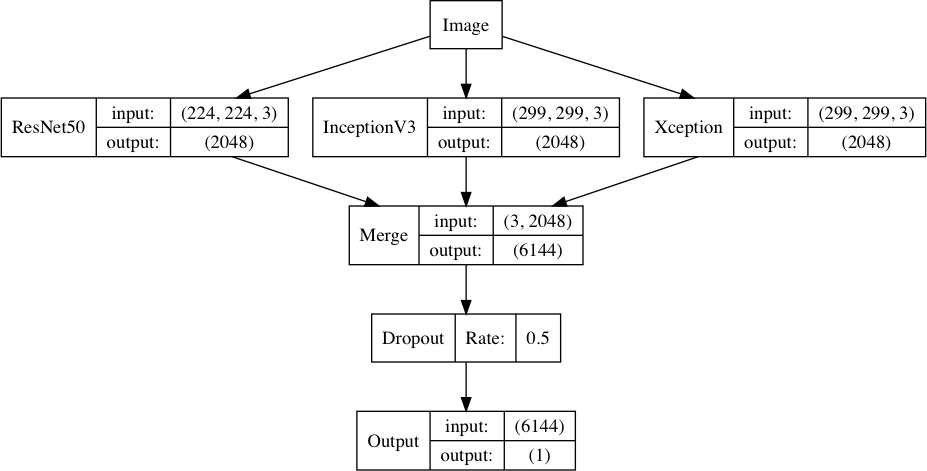 Image
ResNet50
input: (224, 224, 3)
output: (2048)
InceptionV3
input: (299, 299, 3)
output: (2048)
Xception
input: (299, 299, 3)
output: (2048)
Merge
input: (3, 2048)
output: (6144)
Dropout Rate: 0.5
Output
input: (6144)
output: (1)